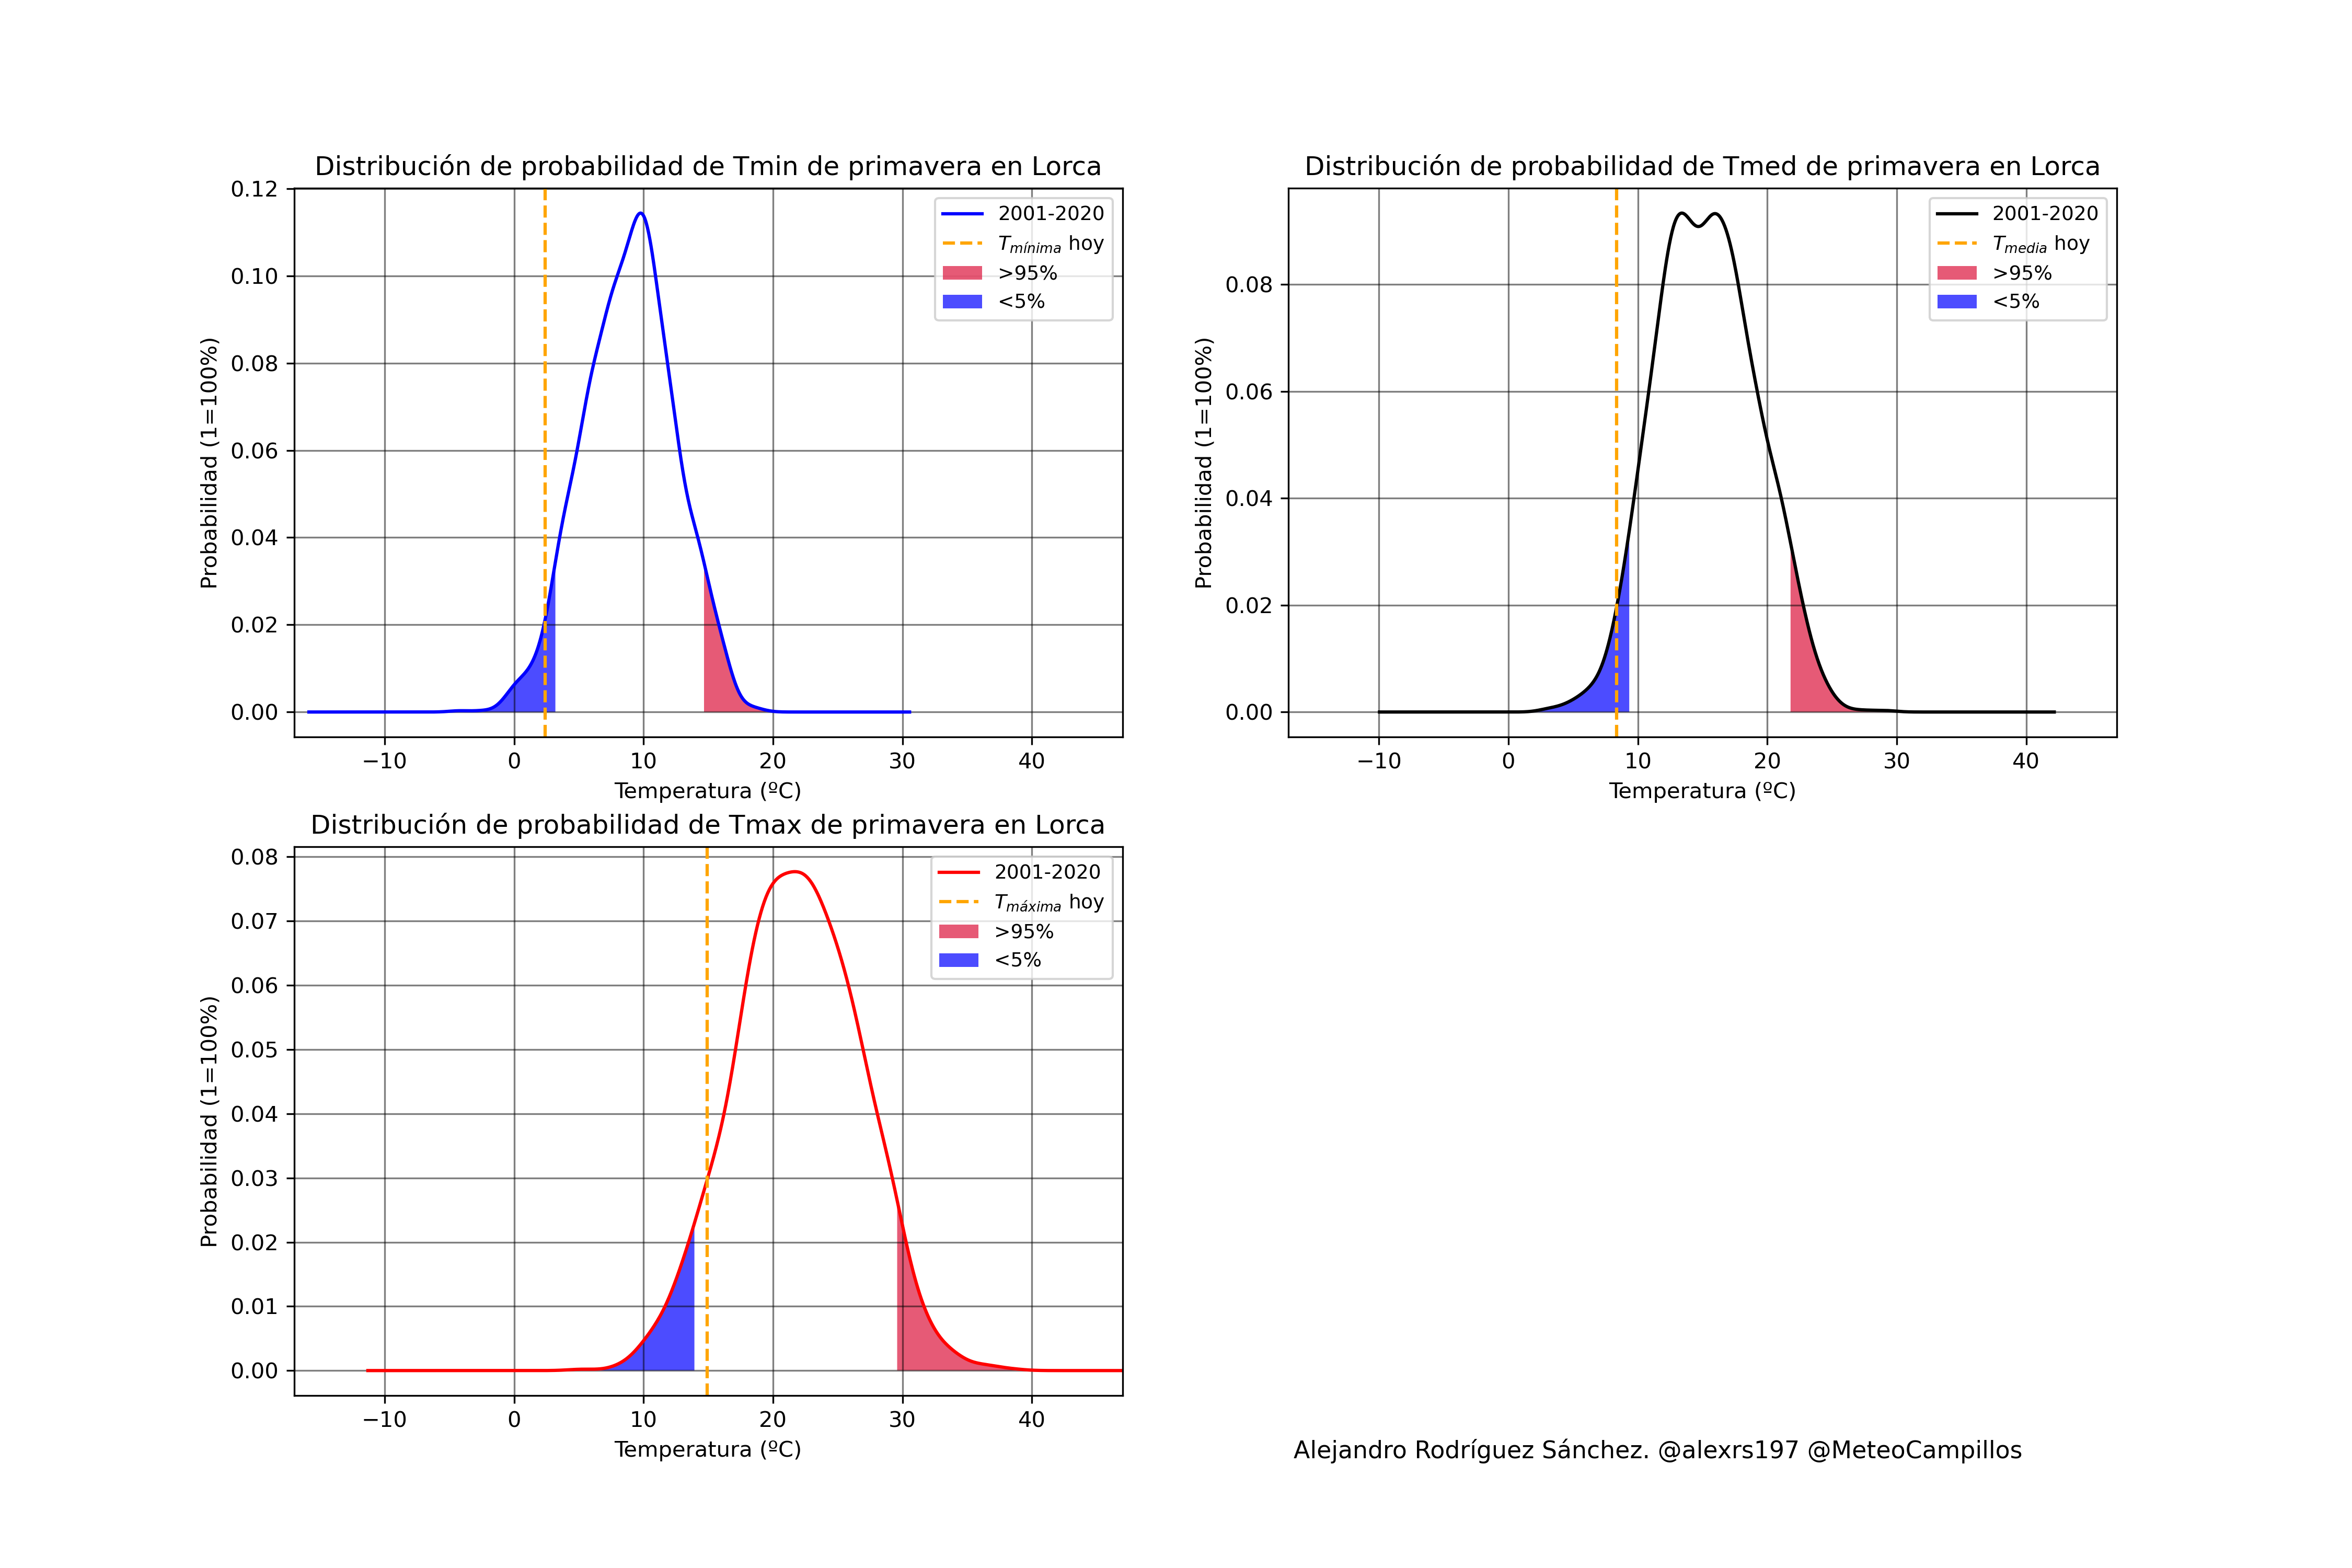 Distribución de probabilidad de Tmin de primavera en Lorca
0.12
0.10
0.08
0.06
0.04
0.02
0.00
Probabilidad (1=100%)
2001-2020
Tmínima hoy
>95%
<5%
−10 0 10 20 30 40
Temperatura (ºC)
Distribución de probabilidad de Tmed de primavera en Lorca
0.08
0.06
0.04
0.02
0.00
Probabilidad (1=100%)
2001-2020
Tmedia hoy
>95%
<5%
−10 0 10 20 30 40
Temperatura (ºC)
Distribución de probabilidad de Tmax de primavera en Lorca
0.08
0.07
0.06
0.05
0.04
0.03
0.02
0.01
0.00
Probabilidad (1=100%)
2001-2020
Tmáxima hoy
>95%
<5%
−10 0 10 20 30 40
Temperatura (ºC)
Alejandro Rodríguez Sánchez. @alexrs197 @MeteoCampillos